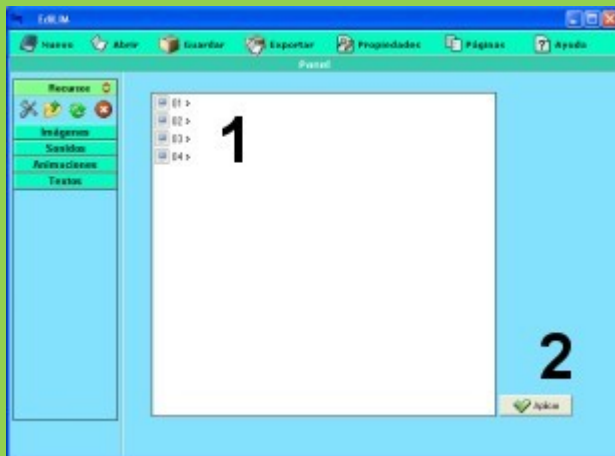 EdiLIM
Nuevo Abrir Guardar Exportar Propiedades Páginas Ayuda
Panel
Recursos
Imágenes
Sonidos
Animaciones
Textos
01 >
02 >
03 >
04 >
1
2
Aplicar